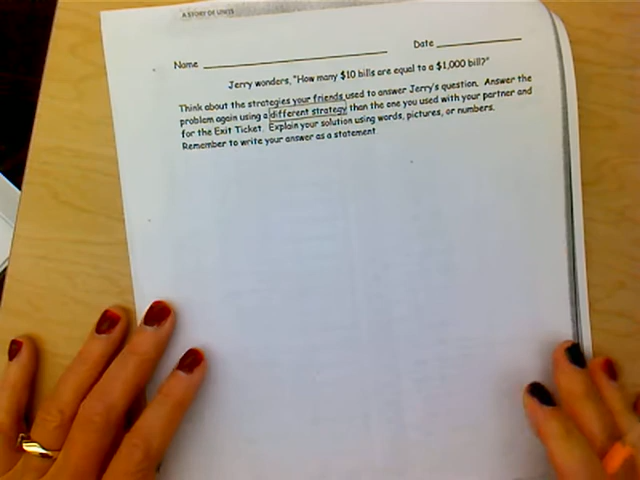 A STORY OF UNITS
Name
Date
Jerry wonders, "How many $10 bills are equal to a $1,000 bill?"
Think about the strategies your friends used to answer Jerry's question. Answer the
problem again using a different strategy than the one you used with your partner and
for the Exit Ticket. Explain your solution using words, pictures, or numbers.
Remember to write your answer as a statement.